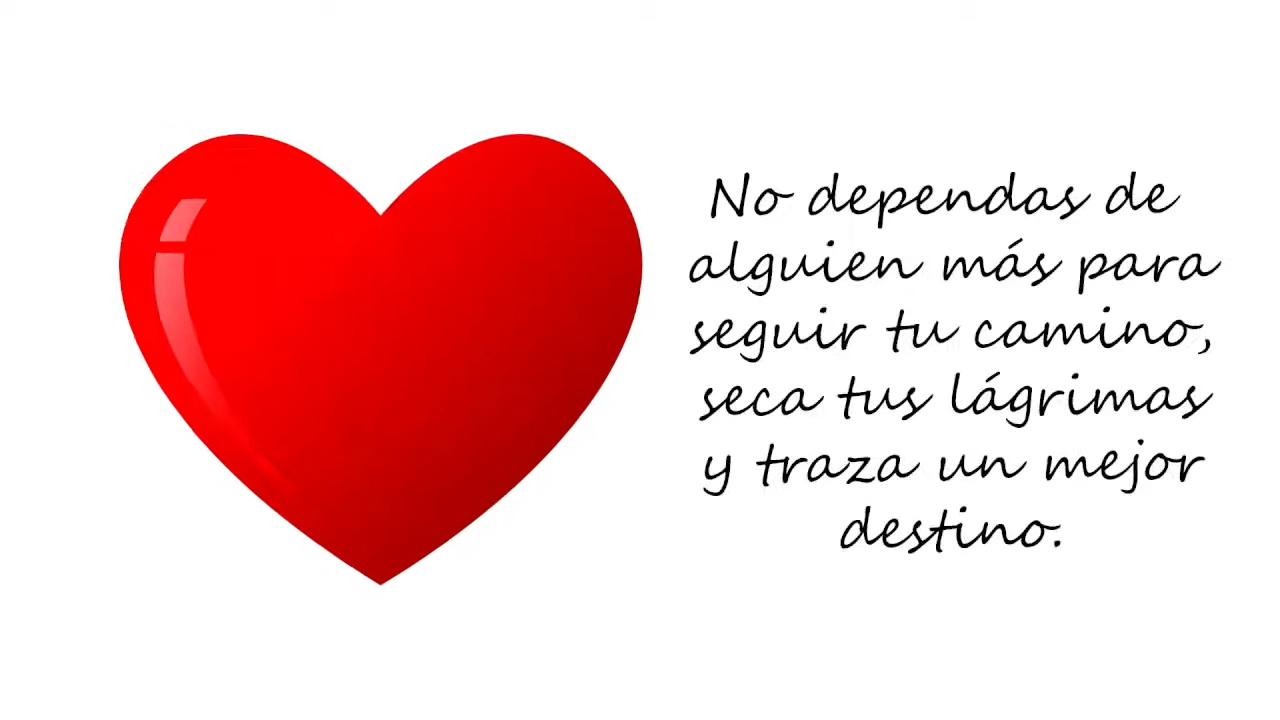 No dependas de
alguien más para
seguir tu camino,
seca tus lágrimas
y traza un mejor
destino.